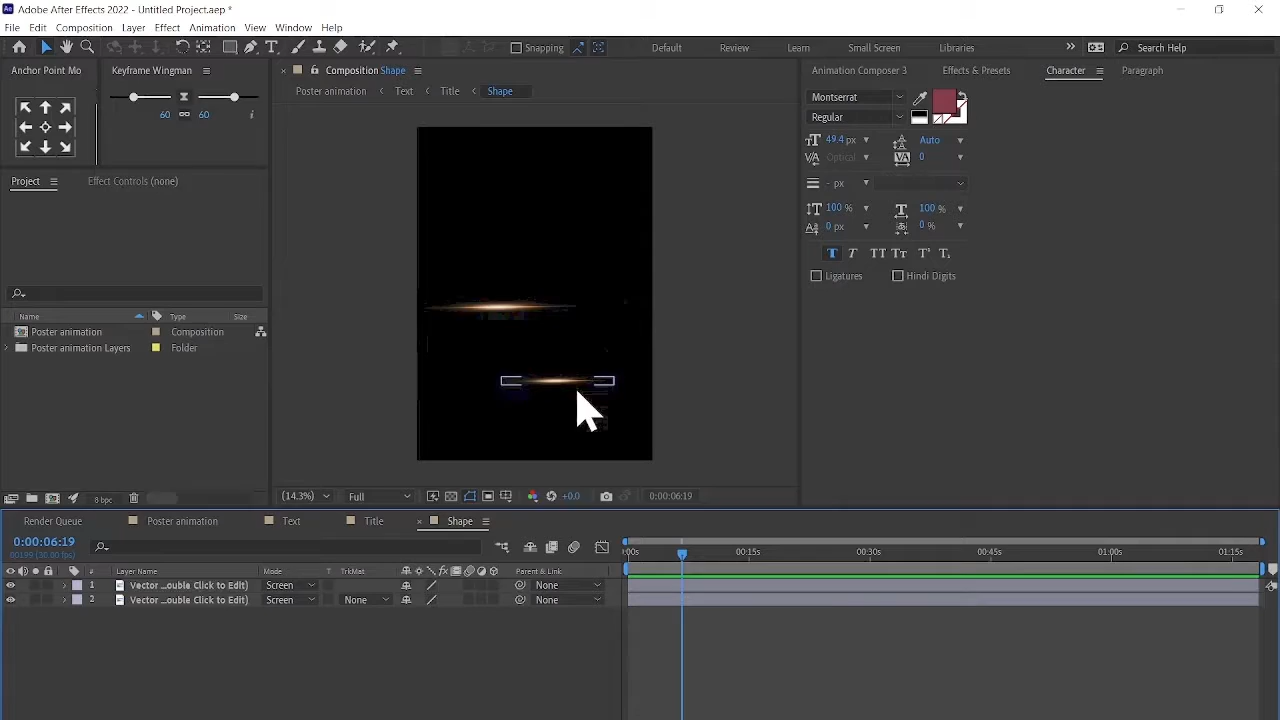 Adobe After Effects 2022 - Untitled Project.aep *
File Edit Composition Layer Effect Animation View Window Help
Snapping Default Review Learn Small Screen Libraries Search Help
Anchor Point Mo Keyframe Wingman
60 60
Composition Shape
Poster animation Text Title Shape
Animation Composer 3 Effects & Presets Character Paragraph
Montserrat
Regular
49.4 px Auto
Optical 0
- px
100 % 100 %
0 px 0 %
T T TT Tt T¹ T₁
Ligatures Hindi Digits
Project Effect Controls (none)
Name Type Size
Poster animation Composition
Poster animation Layers Folder
8 bpc
(14.3%) Full +0.0 0:00:06:19
Render Queue Poster animation Text Title Shape
0:00:06:19
00199 (30.00 fps)
:00s 00:15s 00:30s 00:45s 01:00s 01:15s
# Layer Name Mode T TrkMat Parent & Link
1 Vector ...ouble Click to Edit) Screen None
2 Vector ...ouble Click to Edit) Screen None None